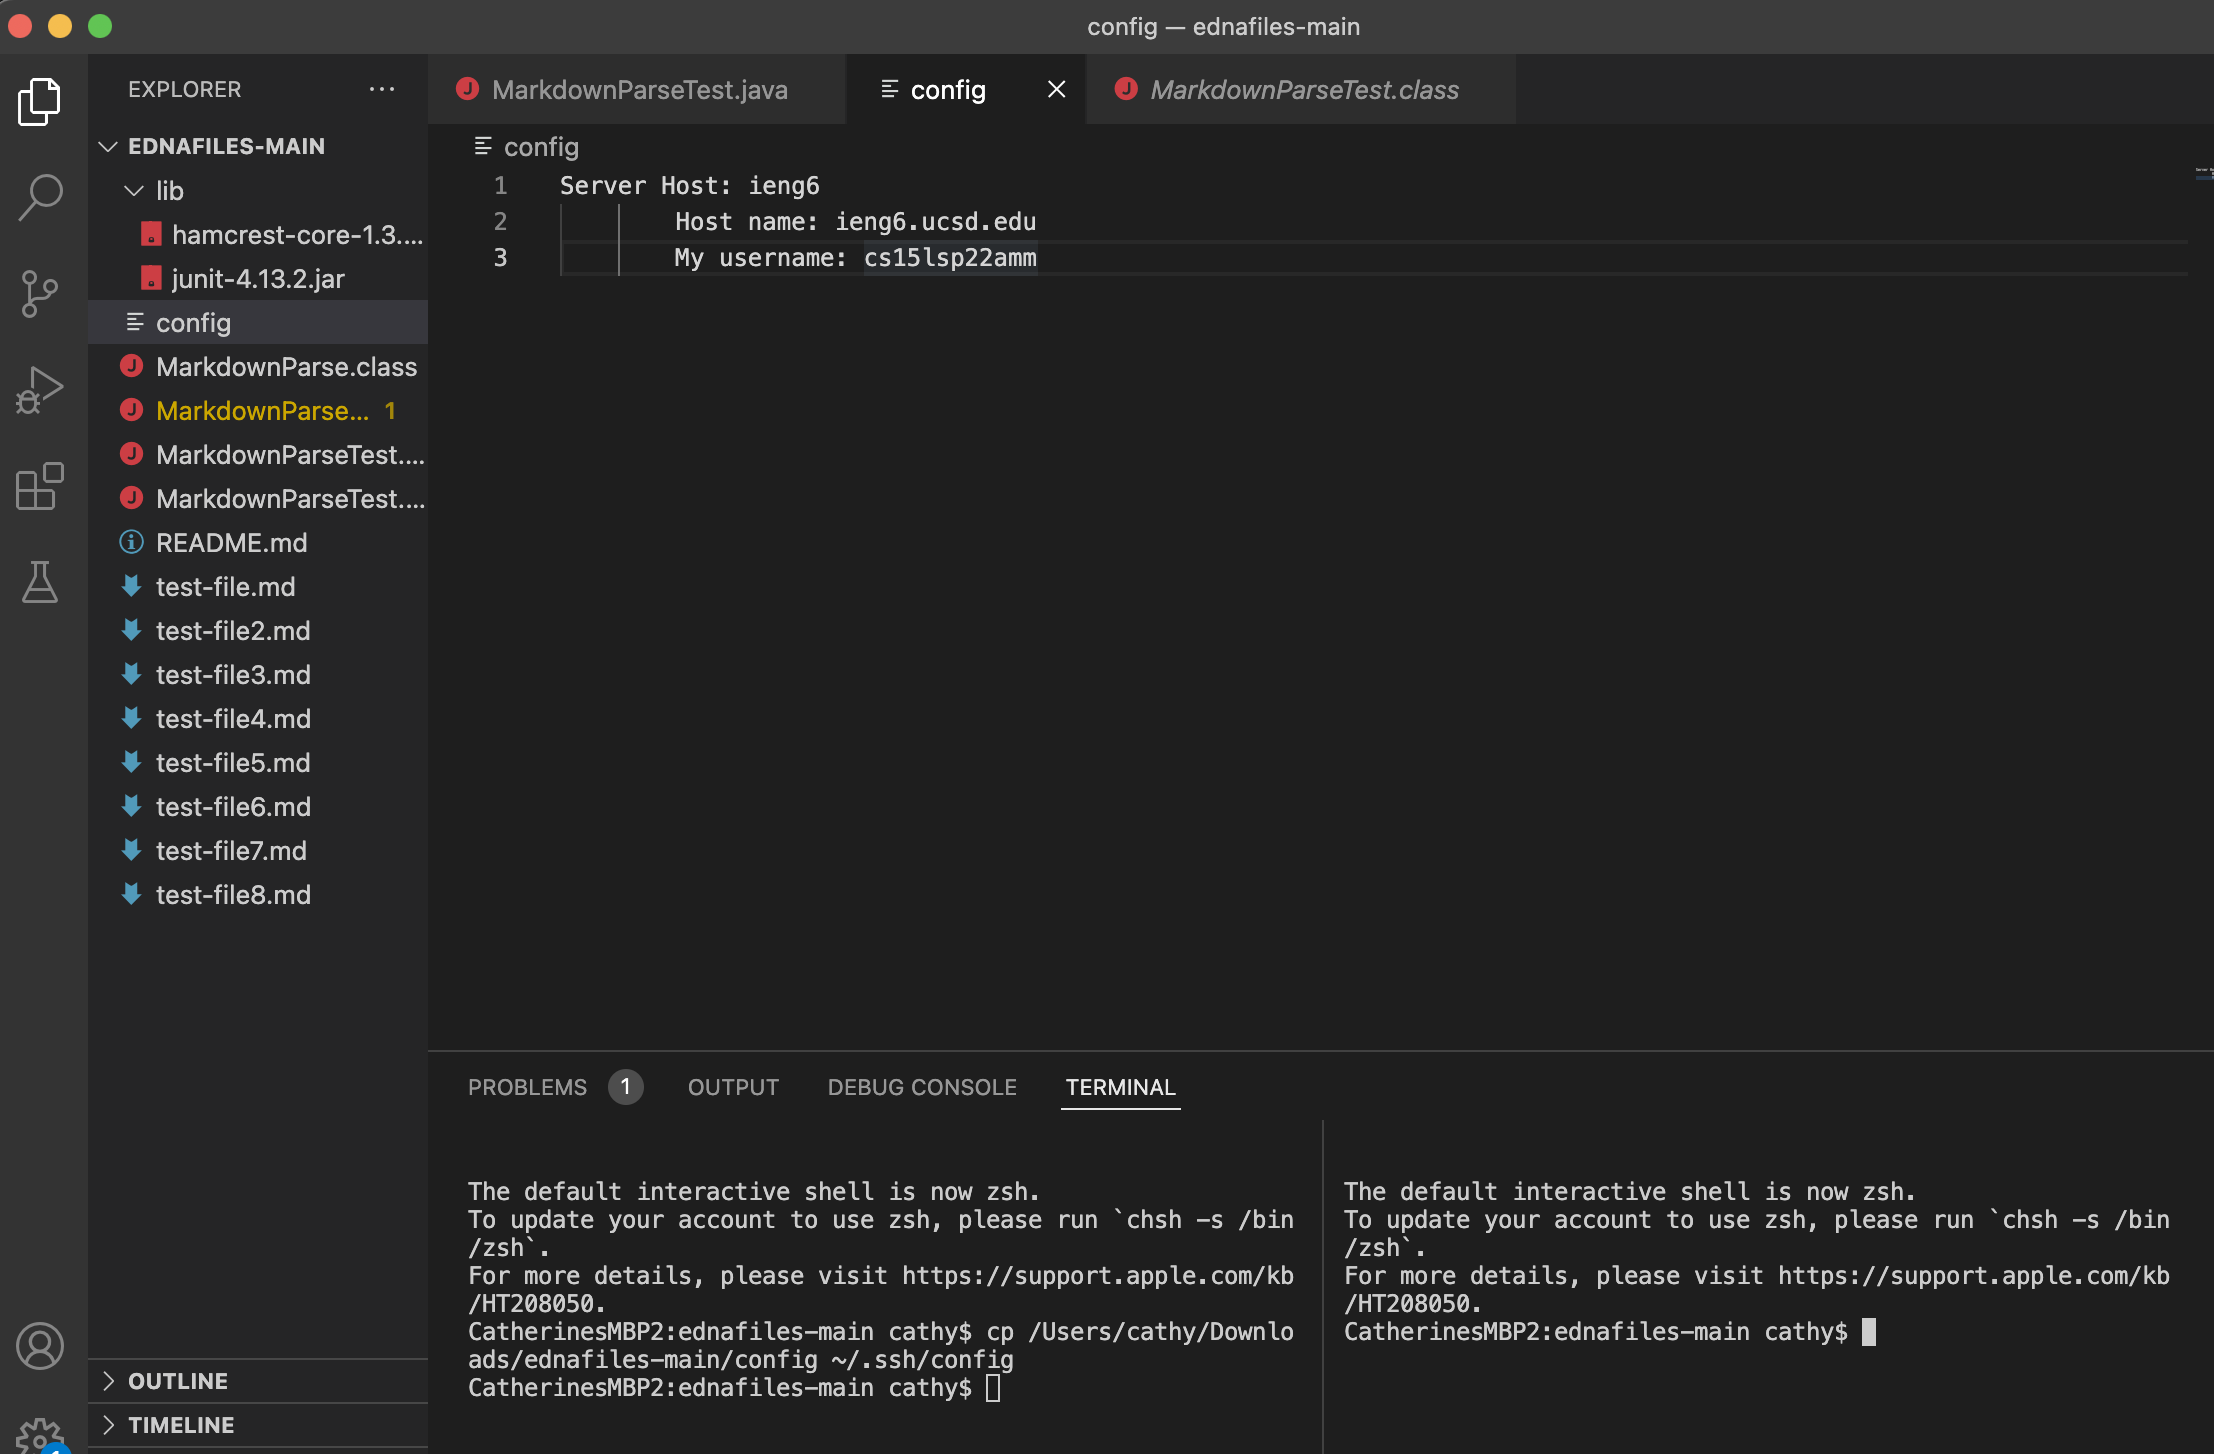 config — ednafiles-main
EXPLORER
MarkdownParseTest.java
config
MarkdownParseTest.class
EDNAFILES-MAIN
lib
hamcrest-core-1.3....
junit-4.13.2.jar
config
MarkdownParse.class
MarkdownParse... 1
MarkdownParseTest....
MarkdownParseTest....
README.md
test-file.md
test-file2.md
test-file3.md
test-file4.md
test-file5.md
test-file6.md
test-file7.md
test-file8.md
OUTLINE
TIMELINE
config
1 Server Host: ieng6
2 Host name: ieng6.ucsd.edu
3 My username: cs15lsp22amm
PROBLEMS 1 OUTPUT DEBUG CONSOLE TERMINAL
The default interactive shell is now zsh.
To update your account to use zsh, please run `chsh -s /bin
/zsh`.
For more details, please visit https://support.apple.com/kb
/HT208050.
CatherinesMBP2:ednafiles-main cathy$ cp /Users/cathy/Downlo
ads/ednafiles-main/config ~/.ssh/config
CatherinesMBP2:ednafiles-main cathy$
The default interactive shell is now zsh.
To update your account to use zsh, please run `chsh -s /bin
/zsh`.
For more details, please visit https://support.apple.com/kb
/HT208050.
CatherinesMBP2:ednafiles-main cathy$